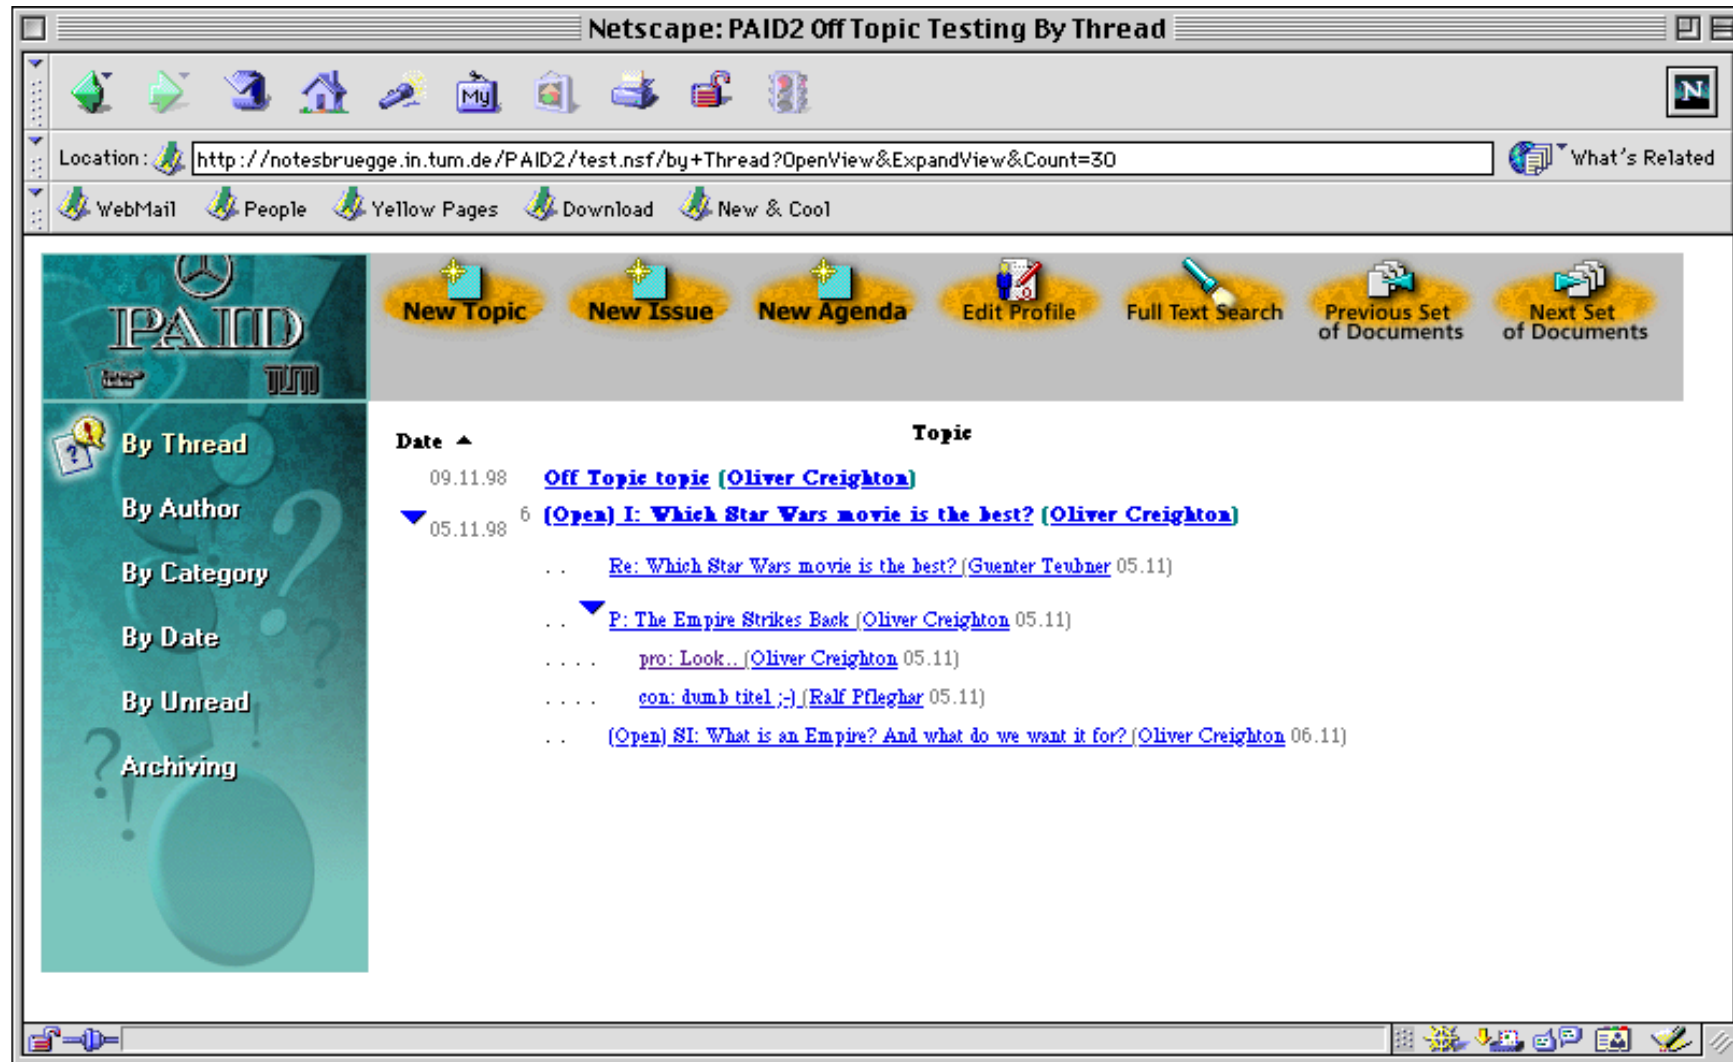 Netscape: PAID2 Off Topic Testing By Thread
My
N
Location: http://notesbruegge.in.tum.de/PAID2/test.nsf/by+Thread?OpenView&ExpandView&Count=30
What's Related
WebMail People Yellow Pages Download New & Cool
PAID
TUM
New Topic New Issue New Agenda Edit Profile Full Text Search Previous Set of Documents Next Set of Documents
By Thread
By Author
By Category
By Date
By Unread
Archiving
Date Topic
09.11.98 Off Topic topic (Oliver Creighton)
05.11.98 6 (Open) I: Which Star Wars movie is the best? (Oliver Creighton)
. . Re: Which Star Wars movie is the best? (Guenter Teubner 05.11)
. . P: The Empire Strikes Back (Oliver Creighton 05.11)
. . . . pro: Look.. (Oliver Creighton 05.11)
. . . . con: dumb titel ;-) (Ralf Pfleghar 05.11)
. . (Open) SI: What is an Empire? And what do we want it for? (Oliver Creighton 06.11)